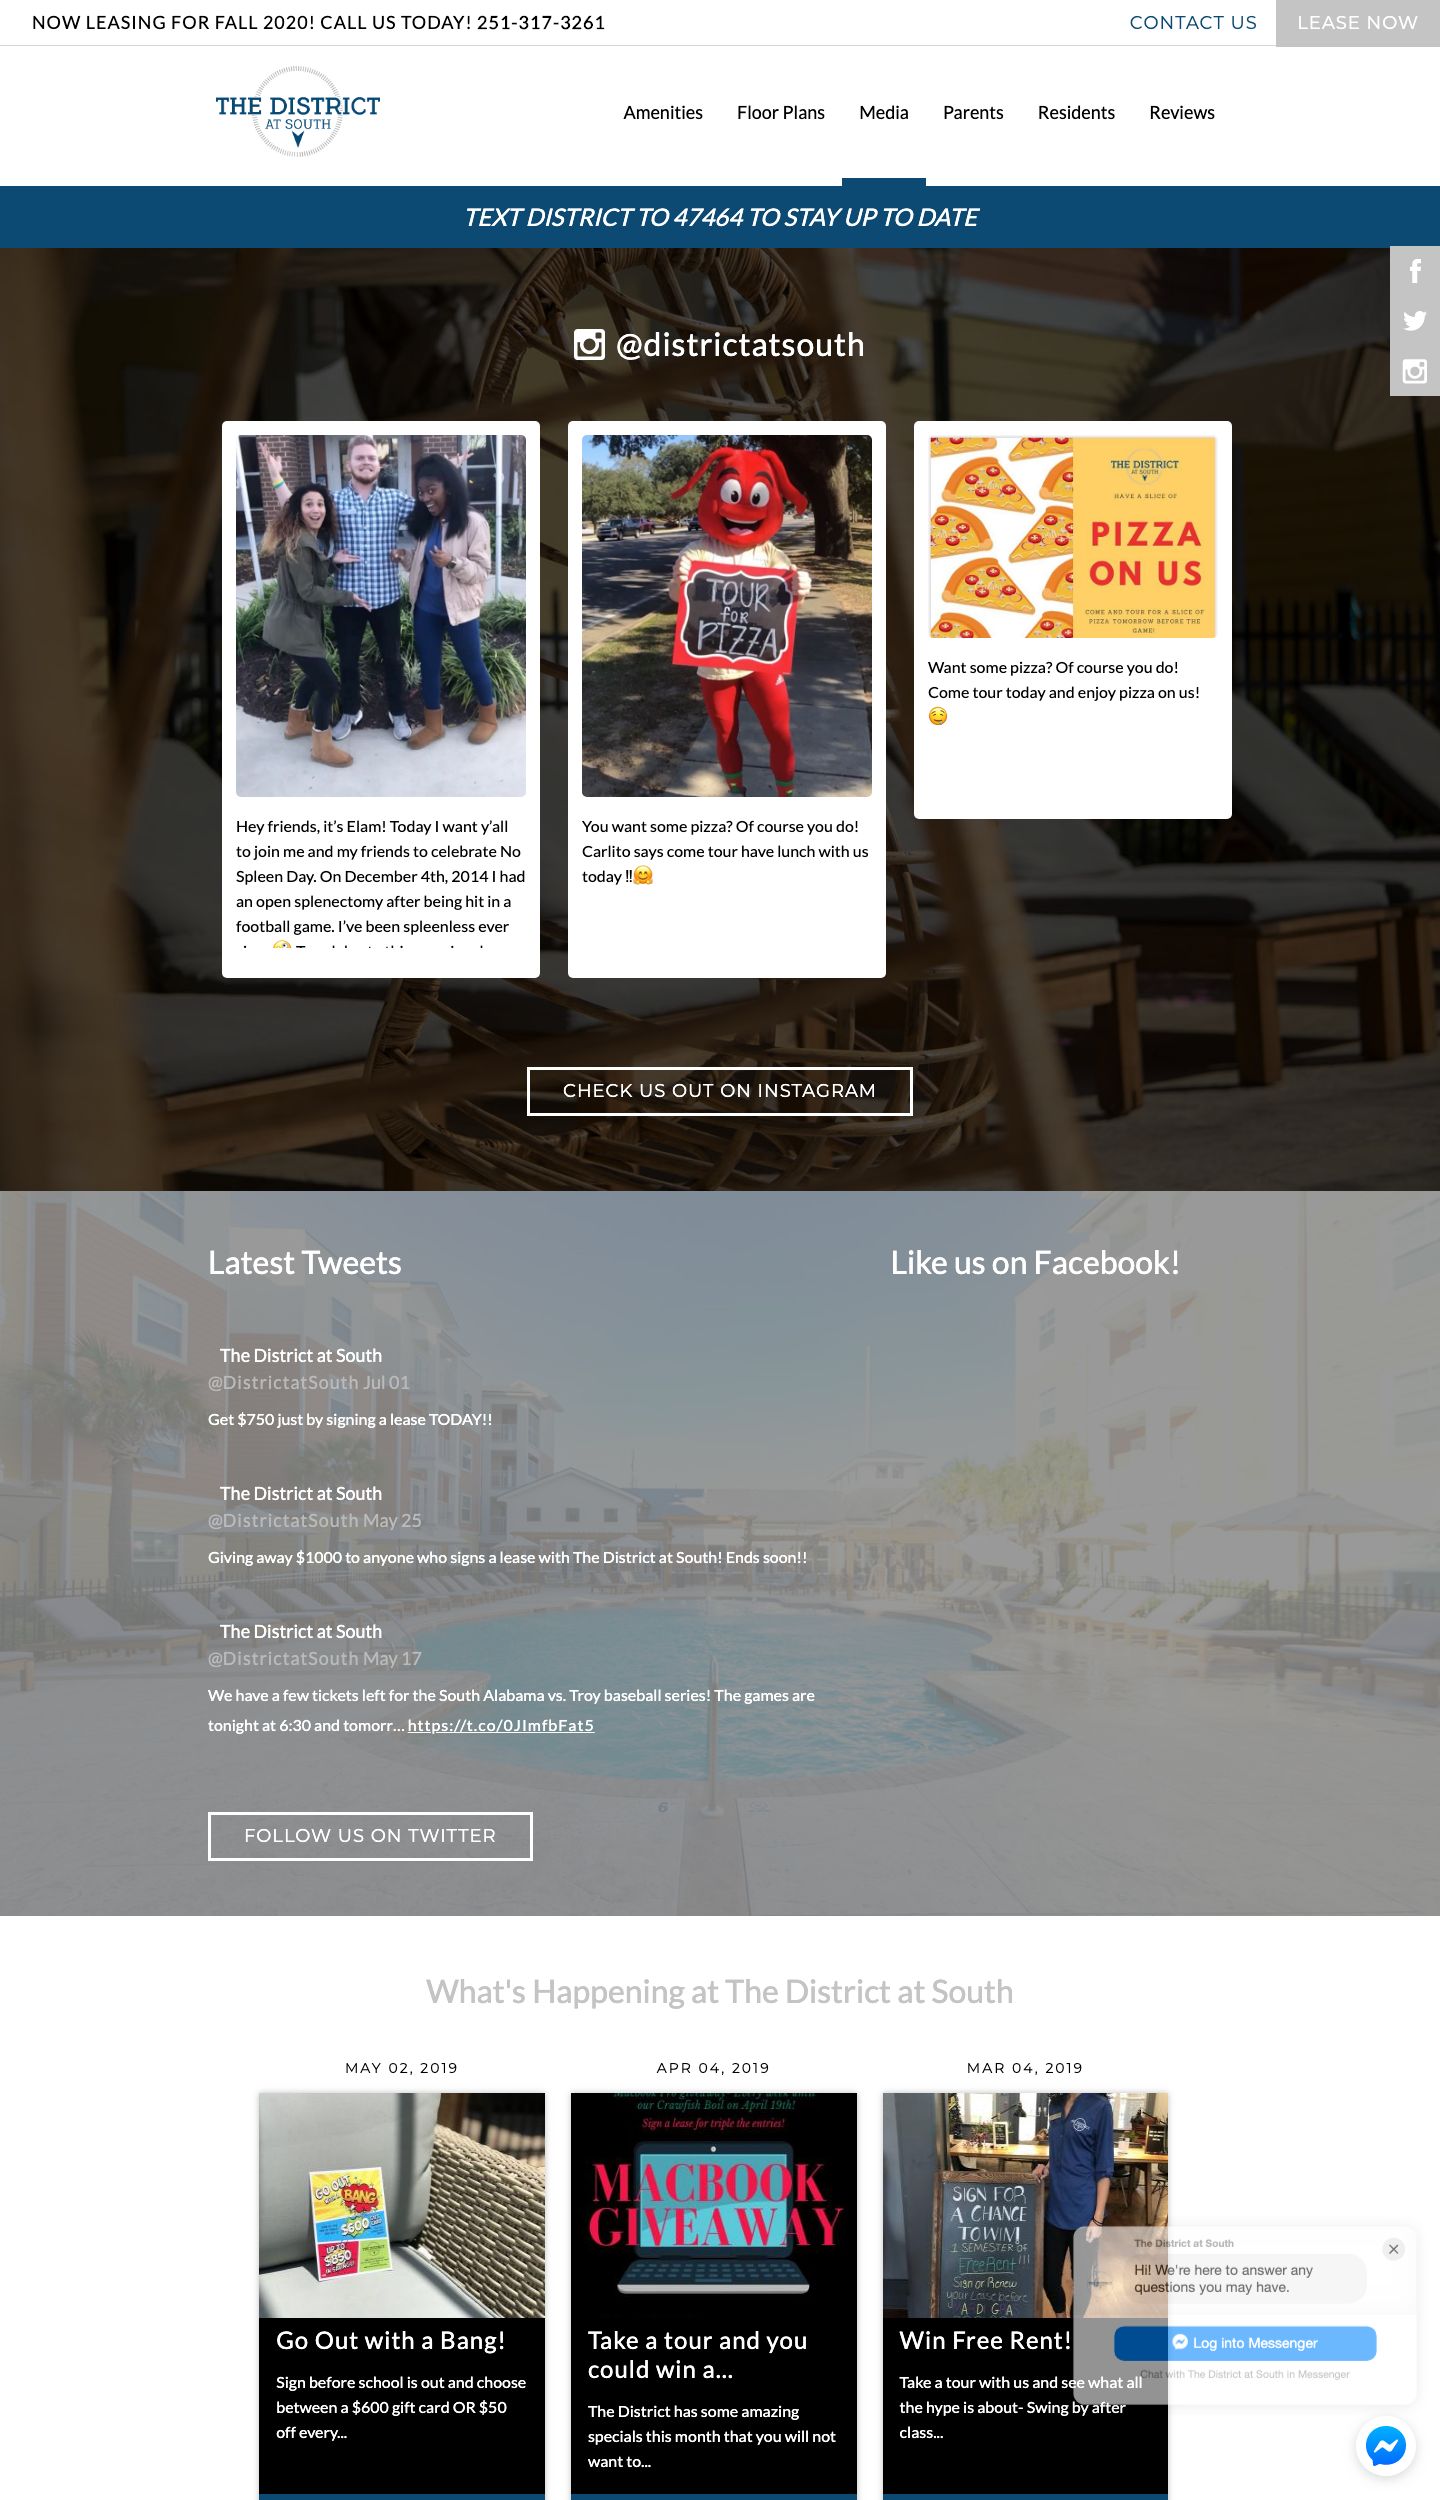 NOW LEASING FOR FALL 2020! CALL US TODAY! 251-317-3261
CONTACT US
LEASE NOW
THE DISTRICT
AT SOUTH
Amenities
Floor Plans
Media
Parents
Residents
Reviews
TEXT DISTRICT TO 47464 TO STAY UP TO DATE
@districtatsouth
Hey friends, it’s Elam! Today I want y’all
to join me and my friends to celebrate No
Spleen Day. On December 4th, 2014 I had
an open splenectomy after being hit in a
football game. I’ve been spleenless ever
TOUR
for
PIZZA
You want some pizza? Of course you do!
Carlito says come tour have lunch with us
today ‼🤗
THE DISTRICT
AT SOUTH
HAVE A SLICE OF
PIZZA
ON US
COME AND TOUR FOR A SLICE OF
PIZZA TOMORROW BEFORE THE
GAME!
Want some pizza? Of course you do!
Come tour today and enjoy pizza on us!
🤤
CHECK US OUT ON INSTAGRAM
Latest Tweets
The District at South
@DistrictatSouth Jul 01
Get $750 just by signing a lease TODAY!!
The District at South
@DistrictatSouth May 25
Giving away $1000 to anyone who signs a lease with The District at South! Ends soon!!
The District at South
@DistrictatSouth May 17
We have a few tickets left for the South Alabama vs. Troy baseball series! The games are
tonight at 6:30 and tomorr… https://t.co/0JImfbFat5
FOLLOW US ON TWITTER
Like us on Facebook!
What's Happening at The District at South
MAY 02, 2019
GO OUT
BANG
$600
UP TO
$850
Go Out with a Bang!
Sign before school is out and choose
between a $600 gift card OR $50
off every...
APR 04, 2019
Macbook Pro giveaway- Every week until
our Crawfish Boil on April 19th!
Sign a lease for triple the entries!
MACBOOK
GIVEAWAY
Take a tour and you
could win a...
The District has some amazing
specials this month that you will not
want to...
MAR 04, 2019
SIGN FOR
A CHANCE
TO WIN!
1 SEMESTER OF
Free Rent!!!
Sign or Renew
your Lease before
Win Free Rent!
Take a tour with us and see what all
the hype is about- Swing by after
class...
The District at South
Hi! We're here to answer any
questions you may have.
Log into Messenger
Chat with The District at South in Messenger